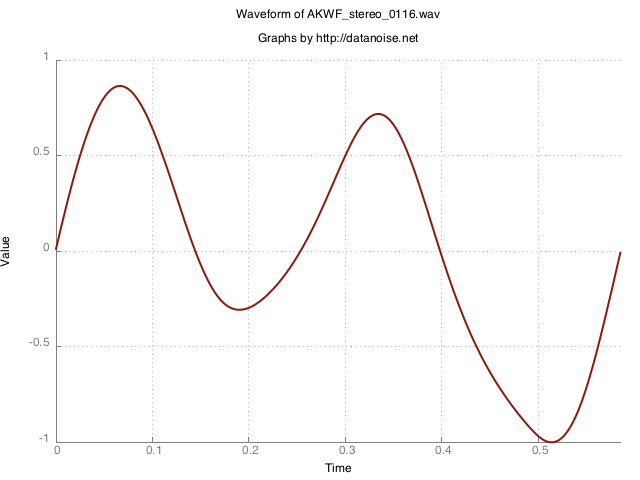 Waveform of AKWF_stereo_0116.wav
Graphs by http://datanoise.net
1
0.5
0
-0.5
-1
Value
0 0.1 0.2 0.3 0.4 0.5
Time